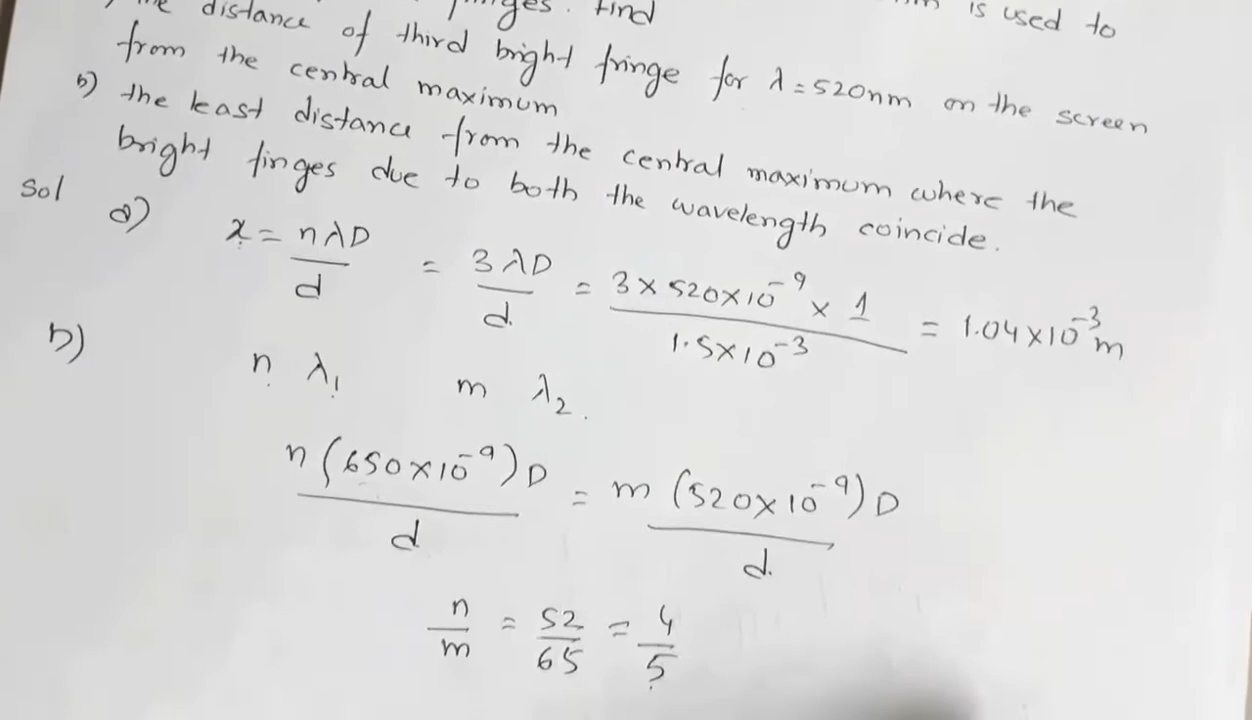 is used to
find
distance of third bright fringe for λ = 520nm on the screen
from the central maximum
b) the least distance from the central maximum where the
bright finges due to both the wavelength coincide.
Sol
a) x = nλD/d = 3λD/d = 3 × 520 × 10⁻⁹ × 1 / 1.5 × 10⁻³ = 1.04 × 10⁻³ m
b) n λ₁ m λ₂.
n (650 × 10⁻⁹) D / d = m (520 × 10⁻⁹) D / d.
n/m = 52/65 = 4/5